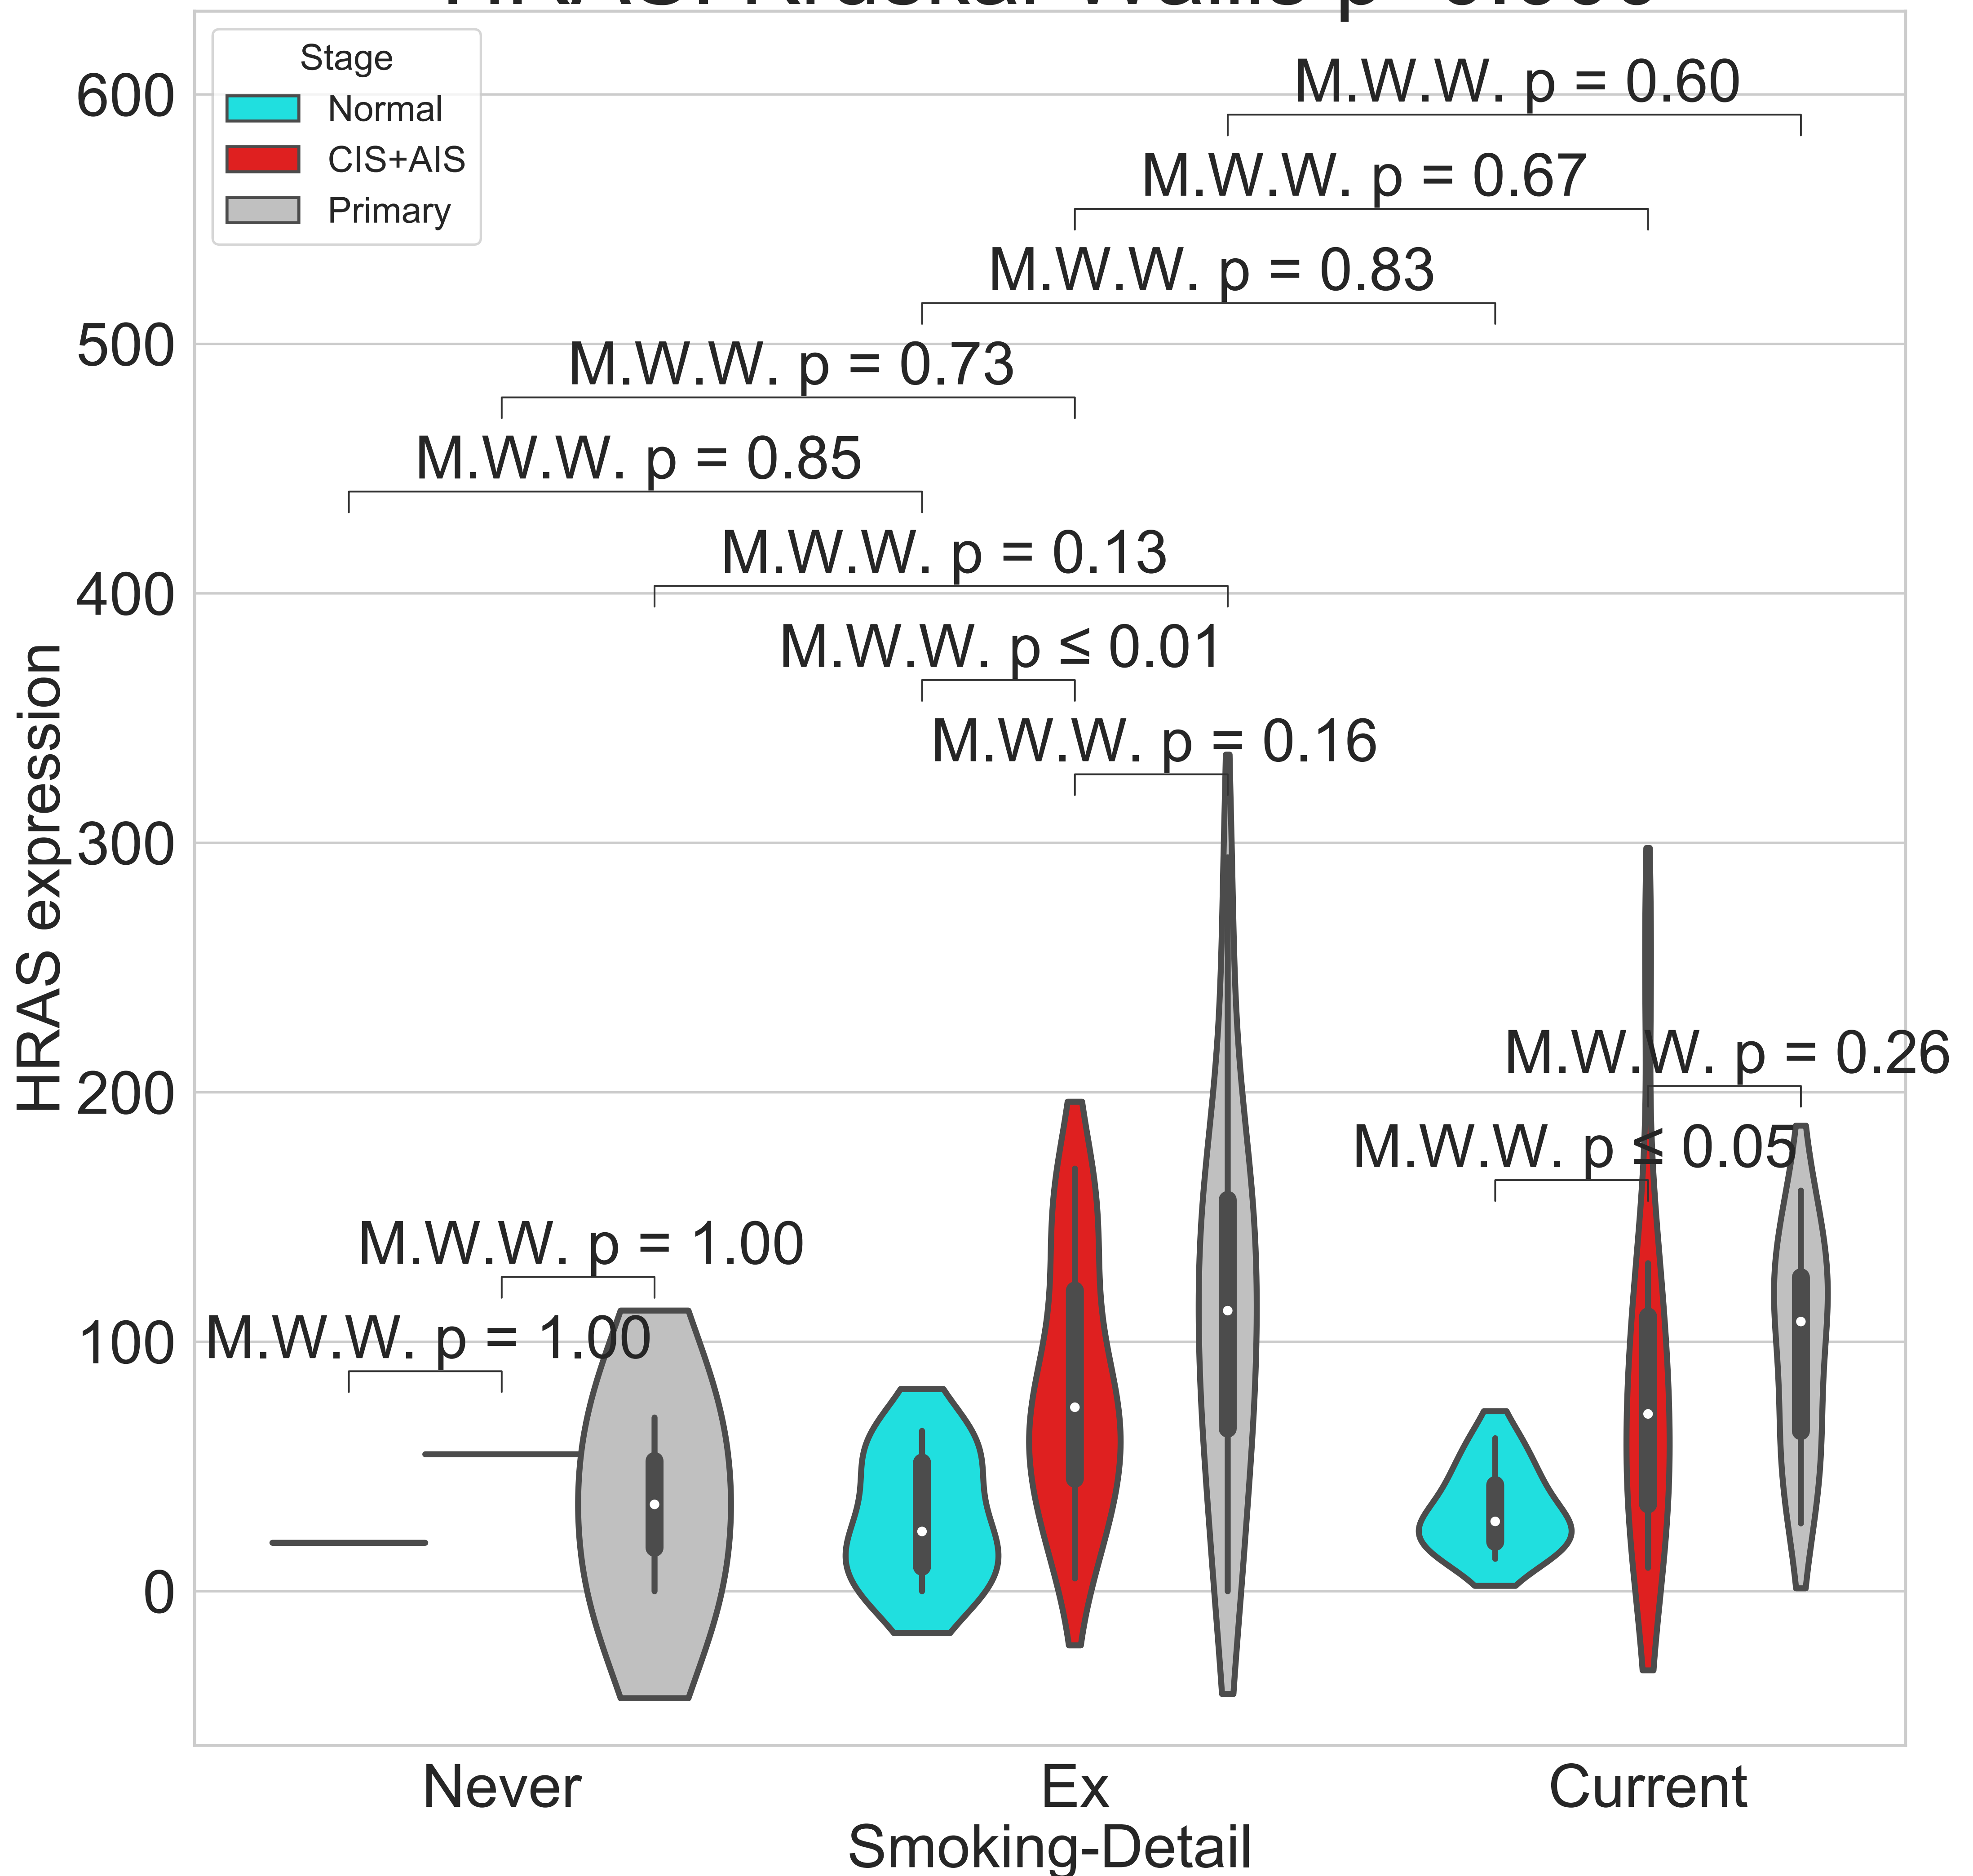 Stage
Normal
CIS+AIS
Primary
M.W.W. p = 0.60
M.W.W. p = 0.67
M.W.W. p = 0.83
M.W.W. p = 0.73
M.W.W. p = 0.85
M.W.W. p = 0.13
M.W.W. p ≤ 0.01
M.W.W. p = 0.16
M.W.W. p = 0.26
M.W.W. p ≤ 0.05
M.W.W. p = 1.00
M.W.W. p = 1.00
600
500
400
300
200
100
0
HRAS expression
Never
Ex
Current
Smoking-Detail